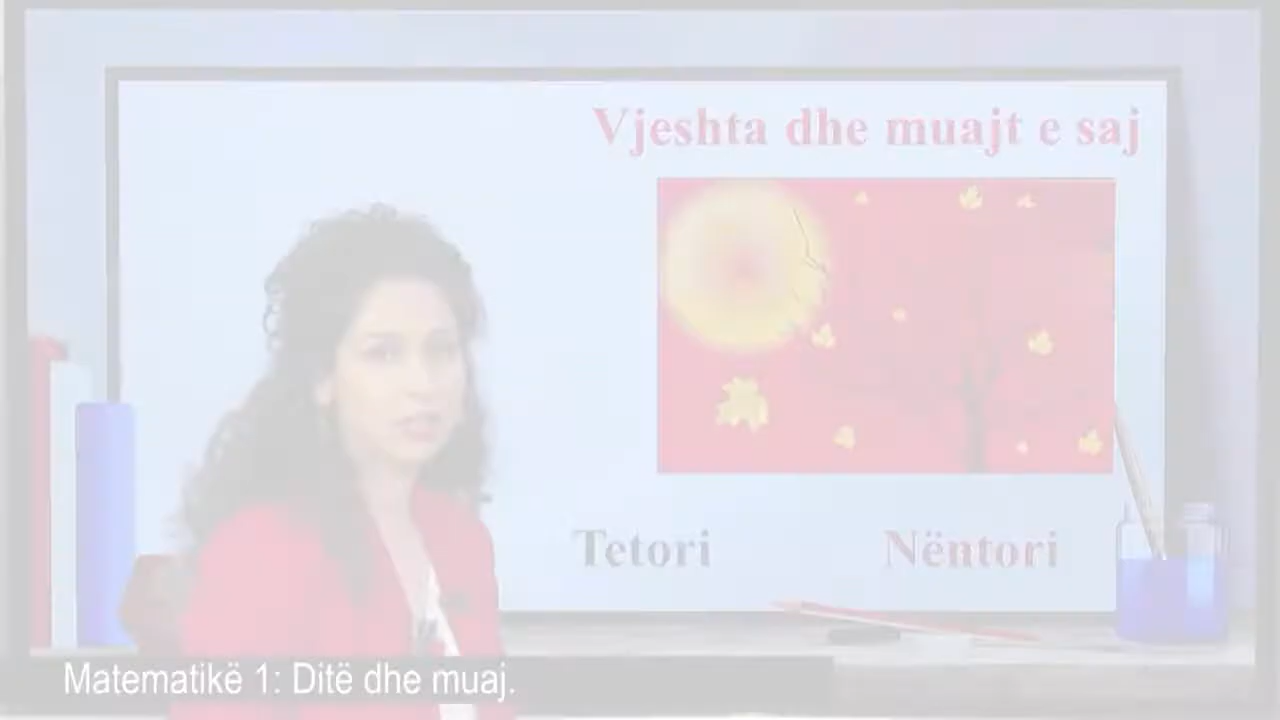 Vjeshta dhe muajt e saj
Tetori Nëntori
Matematikë 1: Ditë dhe muaj.